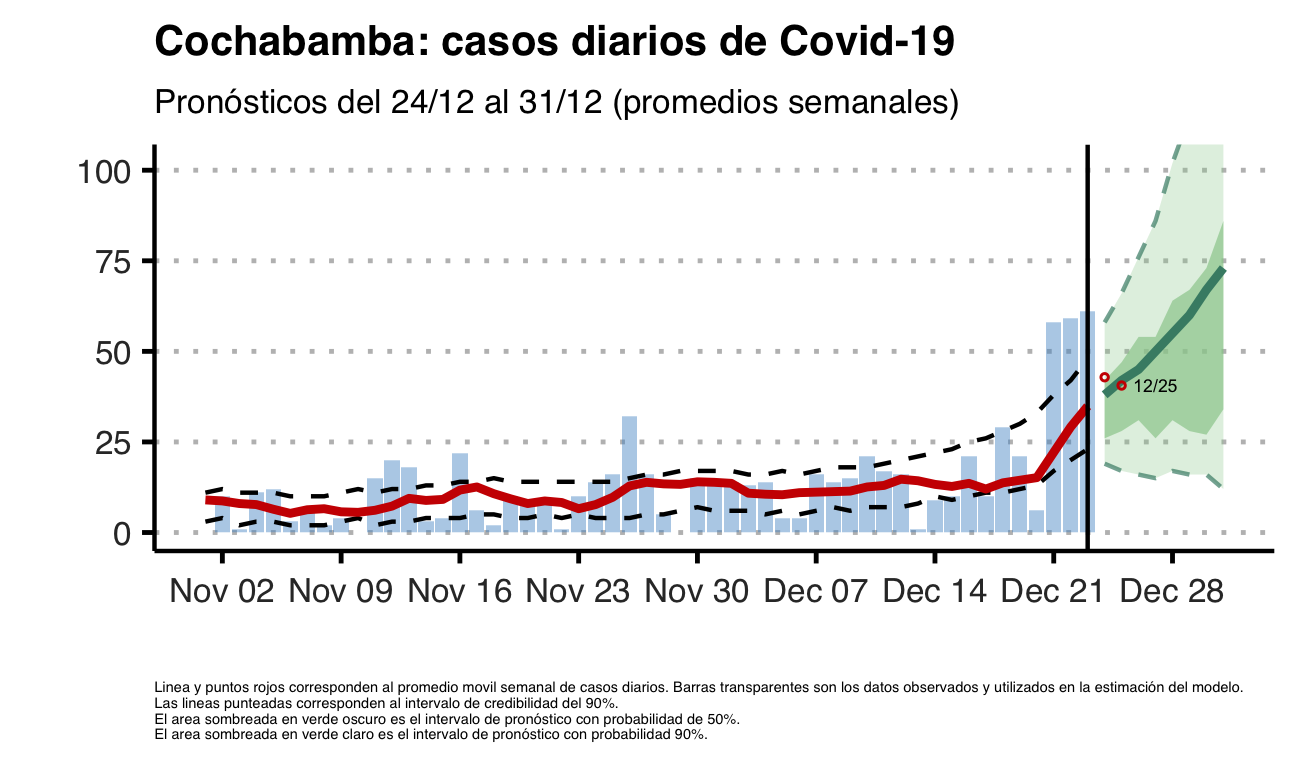 Cochabamba: casos diarios de Covid-19
Pronósticos del 24/12 al 31/12 (promedios semanales)
100
75
50
25
0
12/25
Nov 02 Nov 09 Nov 16 Nov 23 Nov 30 Dec 07 Dec 14 Dec 21 Dec 28
Linea y puntos rojos corresponden al promedio movil semanal de casos diarios. Barras transparentes son los datos observados y utilizados en la estimación del modelo.
Las lineas punteadas corresponden al intervalo de credibilidad del 90%.
El area sombreada en verde oscuro es el intervalo de pronóstico con probabilidad de 50%.
El area sombreada en verde claro es el intervalo de pronóstico con probabilidad 90%.